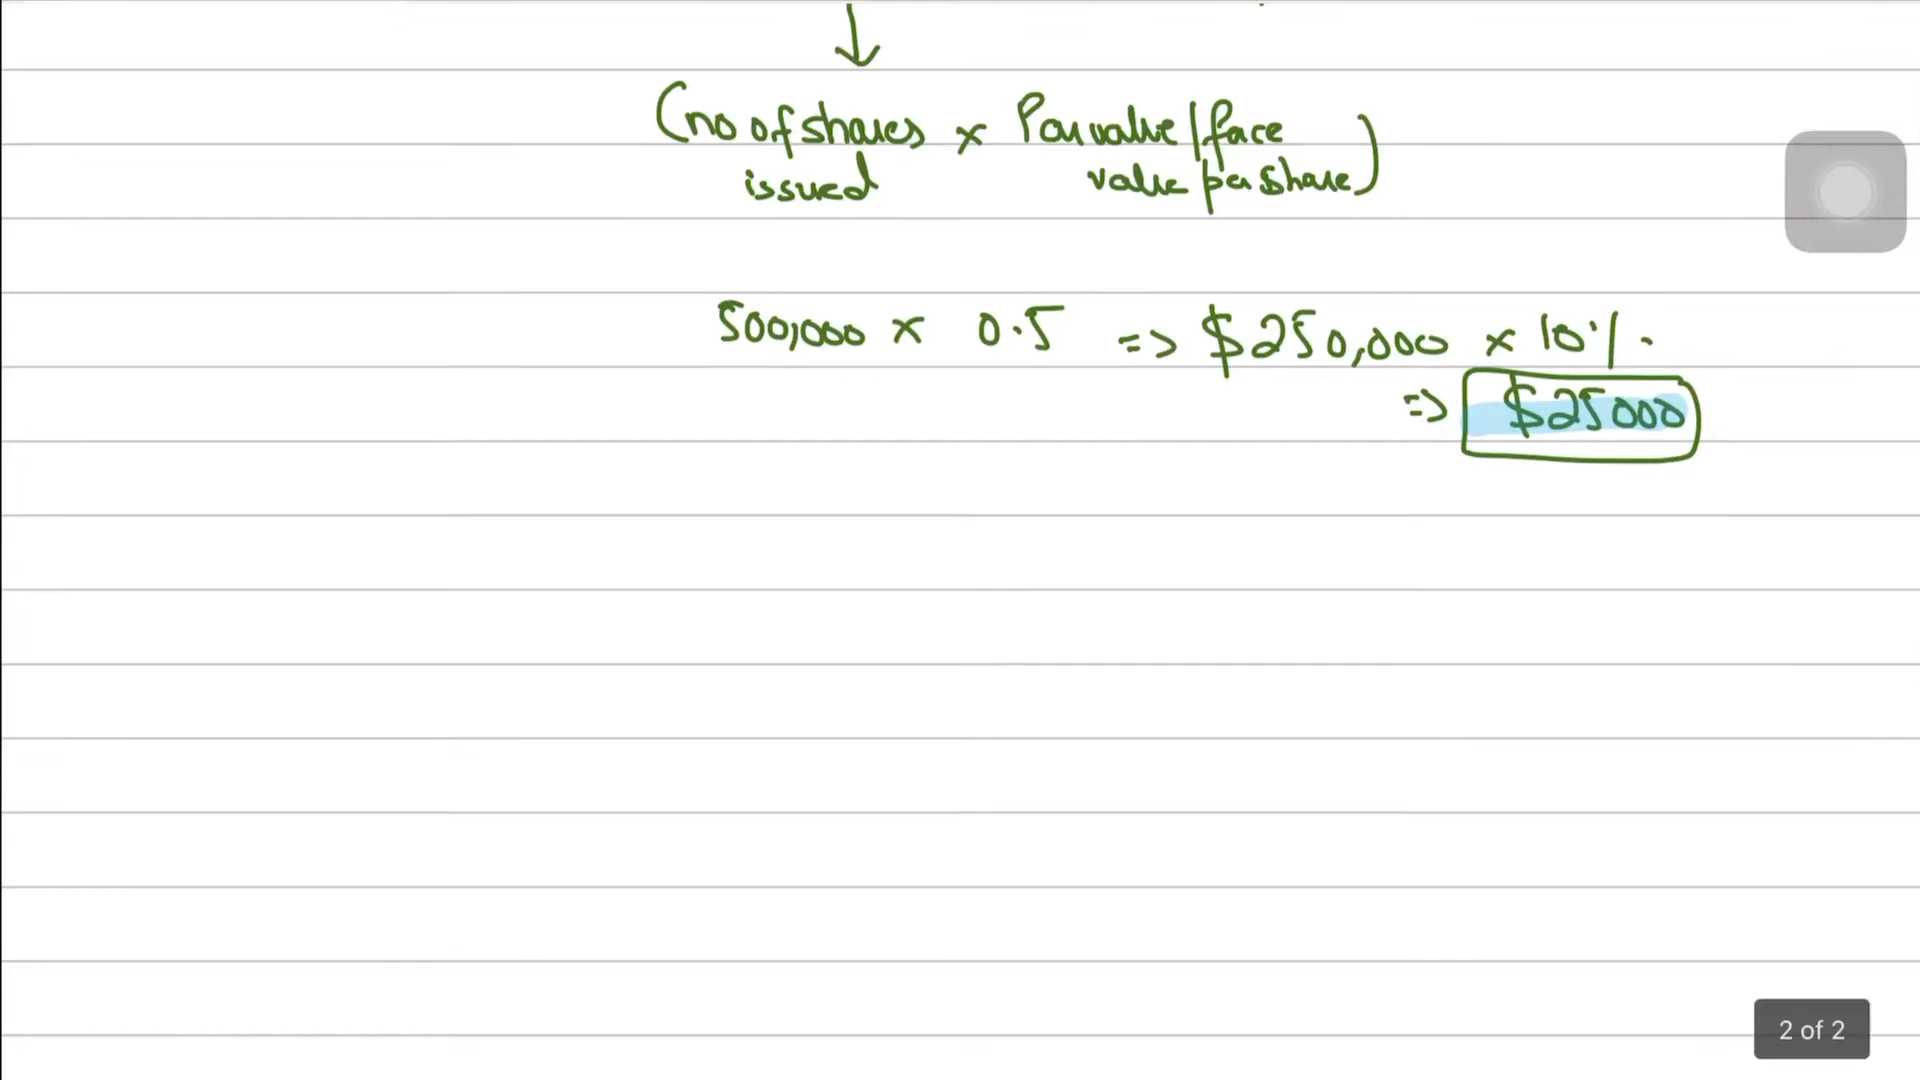 (no of shares x Par value/face
issued value per share)
500,000 x 0.5 => $250,000 x 10%.
=> $25000
2 of 2